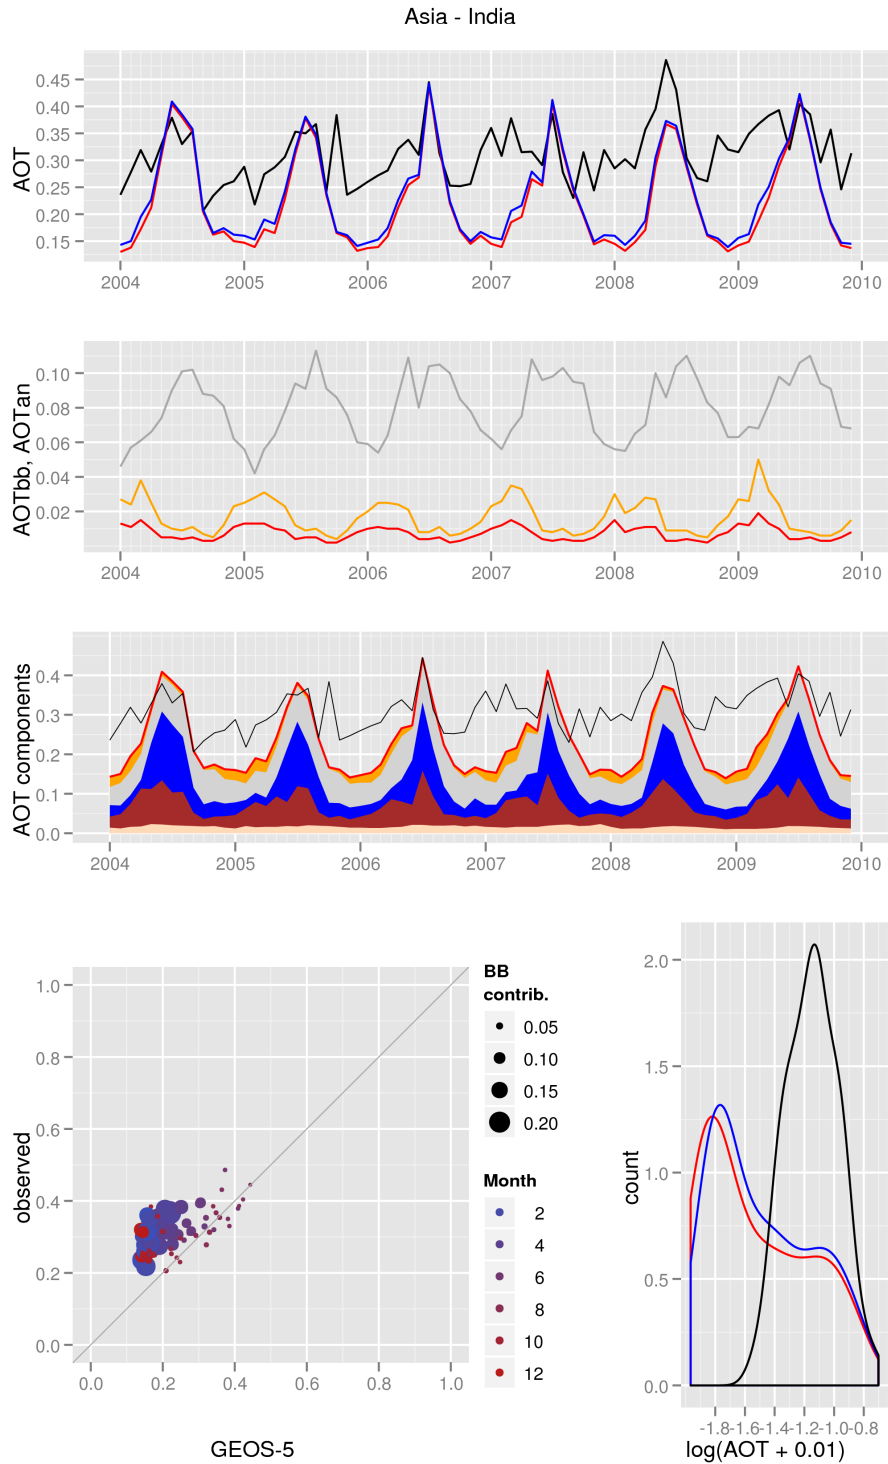 Asia - India
AOT
0.45
0.40
0.35
0.30
0.25
0.20
0.15
2004 2005 2006 2007 2008 2009 2010
AOTbb, AOTan
0.10
0.08
0.06
0.04
0.02
2004 2005 2006 2007 2008 2009 2010
AOT components
0.4
0.3
0.2
0.1
0.0
2004 2005 2006 2007 2008 2009 2010
observed
1.0
0.8
0.6
0.4
0.2
0.0
0.0 0.2 0.4 0.6 0.8 1.0
GEOS-5
BB
contrib.
0.05
0.10
0.15
0.20
Month
2
4
6
8
10
12
count
2.0
1.5
1.0
0.5
0.0
-1.8 -1.6 -1.4 -1.2 -1.0 -0.8
log(AOT + 0.01)